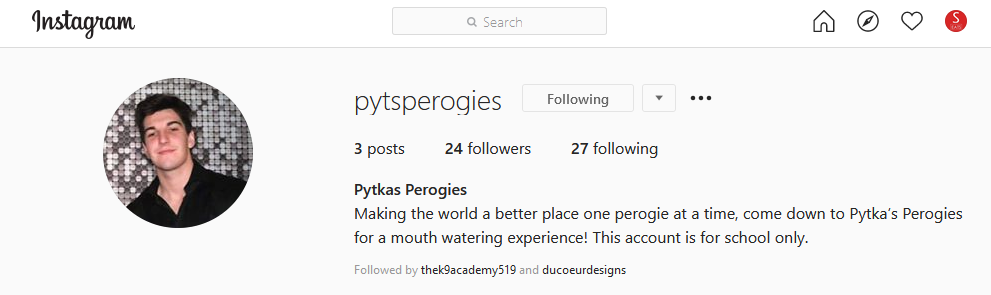 Instagram
Search
pytsperogies Following
3 posts 24 followers 27 following
Pytkas Perogies
Making the world a better place one perogie at a time, come down to Pytka’s Perogies
for a mouth watering experience! This account is for school only.
Followed by thek9academy519 and ducoeurdesigns